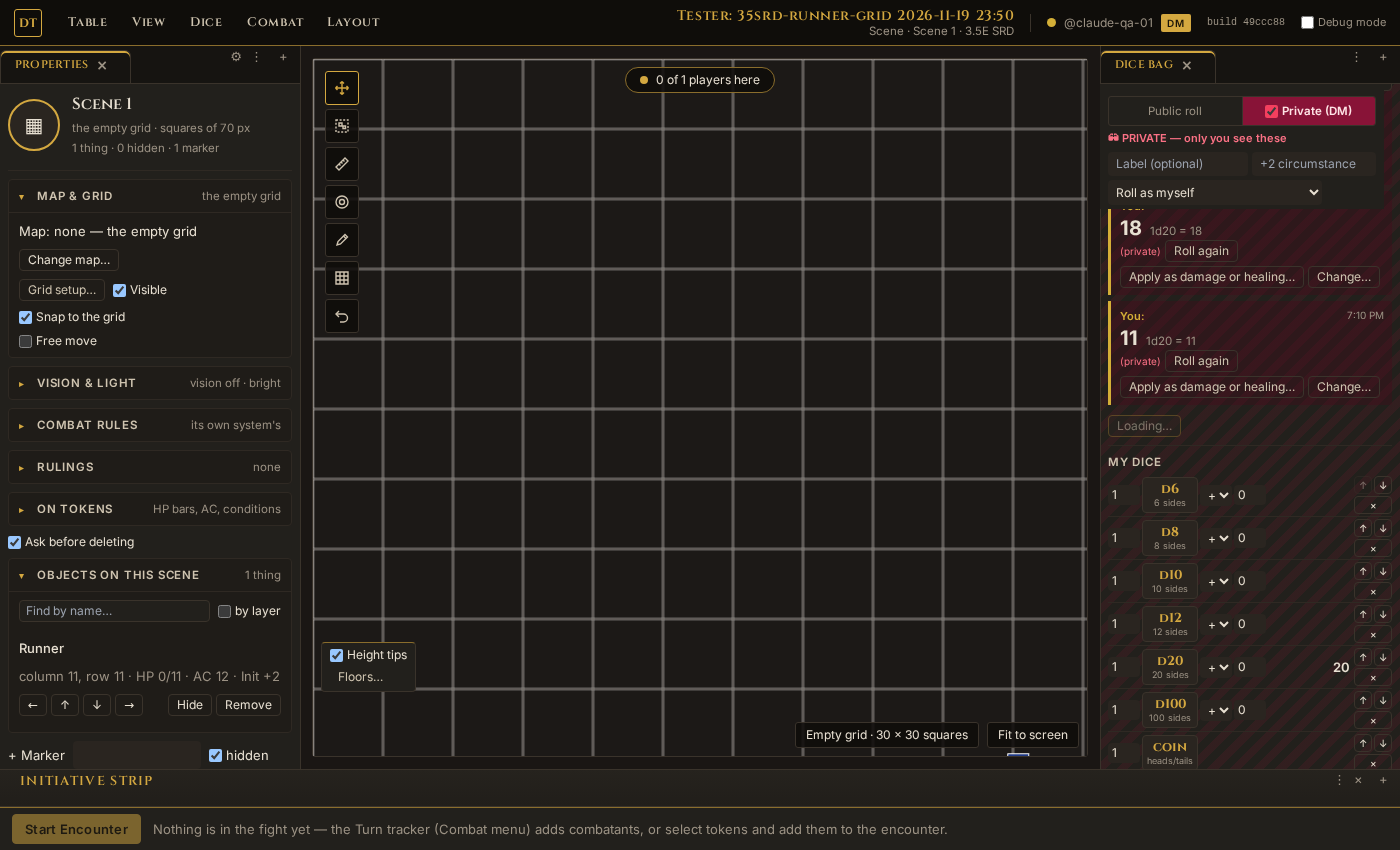 DT TABLE VIEW DICE COMBAT LAYOUT
TESTER: 35SRD-RUNNER-GRID 2026-11-19 23:50
Scene · Scene 1 · 3.5E SRD
@claude-qa-01 DM build 49ccc88 Debug mode
PROPERTIES
SCENE 1
the empty grid · squares of 70 px
1 thing · 0 hidden · 1 marker
MAP & GRID the empty grid
Map: none — the empty grid
Change map...
Grid setup... Visible
Snap to the grid
Free move
VISION & LIGHT vision off · bright
COMBAT RULES its own system's
RULINGS none
ON TOKENS HP bars, AC, conditions
Ask before deleting
OBJECTS ON THIS SCENE 1 thing
Find by name... by layer
Runner
column 11, row 11 · HP 0/11 · AC 12 · Init +2
← ↑ ↓ → Hide Remove
+ Marker hidden
0 of 1 players here
Height tips
Floors...
Empty grid · 30 × 30 squares Fit to screen
DICE BAG
Public roll Private (DM)
PRIVATE — only you see these
Label (optional) +2 circumstance
Roll as myself
18 1d20 = 18
(private) Roll again
Apply as damage or healing... Change...
You: 7:10 PM
11 1d20 = 11
(private) Roll again
Apply as damage or healing... Change...
Loading...
MY DICE
1 D6 + 0
6 sides
1 D8 + 0
8 sides
1 D10 + 0
10 sides
1 D12 + 0
12 sides
1 D20 + 0 20
20 sides
1 D100 + 0
100 sides
1 COIN
heads/tails
INITIATIVE STRIP
Start Encounter Nothing is in the fight yet — the Turn tracker (Combat menu) adds combatants, or select tokens and add them to the encounter.